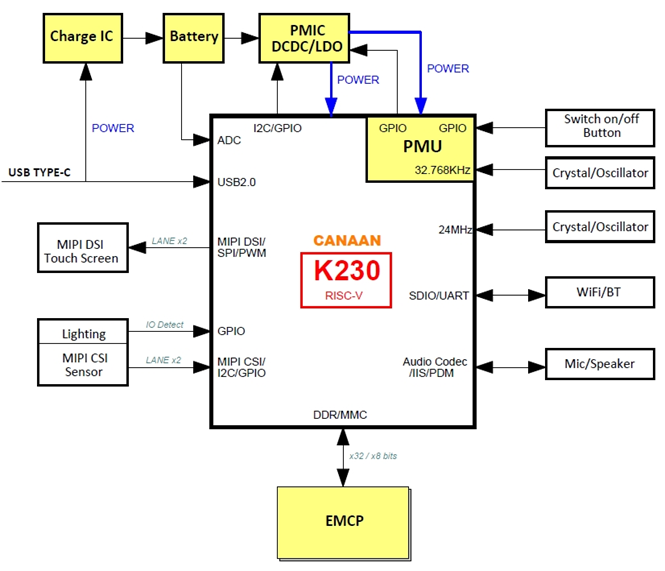 Charge IC
Battery
PMIC
DCDC/LDO
POWER
POWER
POWER
I2C/GPIO
GPIO
GPIO
PMU
32.768KHz
Switch on/off
Button
ADC
USB TYPE-C
USB2.0
Crystal/Oscillator
24MHz
Crystal/Oscillator
MIPI DSI
Touch Screen
LANE x2
MIPI DSI/
SPI/PWM
CANAAN
K230
RISC-V
SDIO/UART
WiFi/BT
Lighting
IO Detect
GPIO
MIPI CSI
Sensor
LANE x2
MIPI CSI/
I2C/GPIO
Audio Codec
/IIS/PDM
Mic/Speaker
DDR/MMC
x32 / x8 bits
EMCP